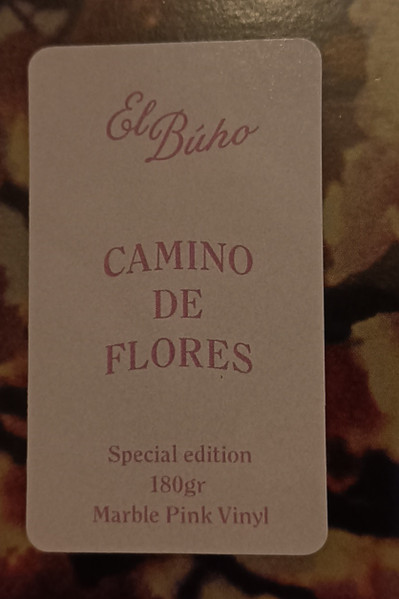 El Búho
CAMINO
DE
FLORES
Special edition
180gr
Marble Pink Vinyl